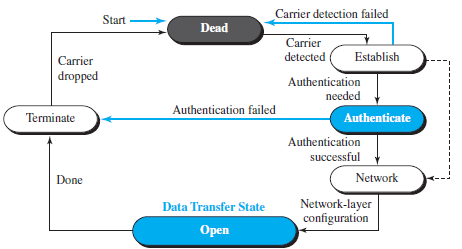 Start
Dead
Carrier detection failed
Carrier
detected
Establish
Carrier
dropped
Authentication
needed
Terminate
Authentication failed
Authenticate
Authentication
successful
Network
Done
Data Transfer State
Open
Network-layer
configuration